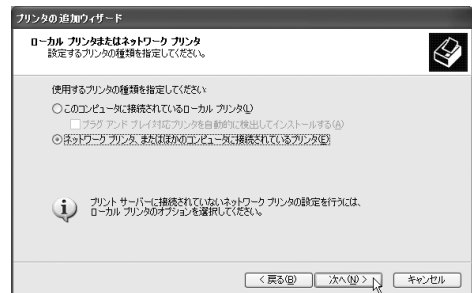 プリンタの追加ウィザード
ローカル プリンタまたはネットワーク プリンタ
設定するプリンタの種類を指定してください。
使用するプリンタの種類を指定してください:
このコンピュータに接続されているローカル プリンタ(L)
プラグ アンド プレイ対応プリンタを自動的に検出してインストールする(A)
ネットワーク プリンタ、またはほかのコンピュータに接続されているプリンタ(E)
プリント サーバーに接続されていないネットワーク プリンタの設定を行うには、
ローカル プリンタのオプションを選択してください。
< 戻る(B) 次へ(N) > キャンセル